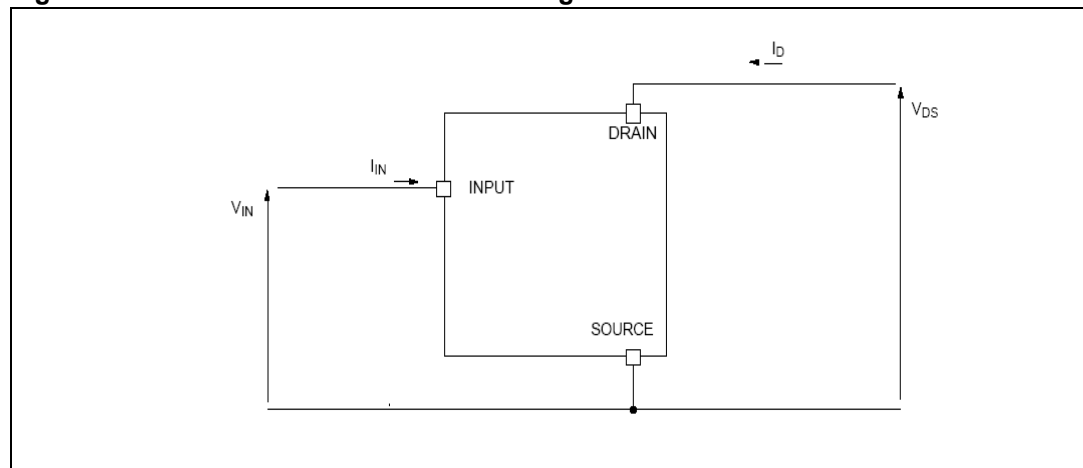 I_D
DRAIN
V_DS
I_IN
INPUT
V_IN
SOURCE